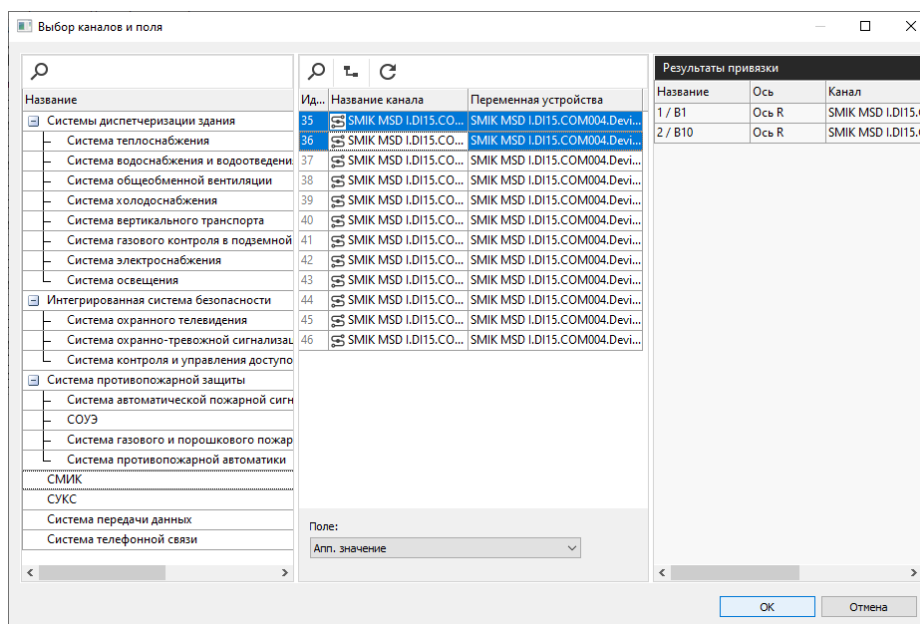 Выбор каналов и поля
Название
Системы диспетчеризации здания
Система теплоснабжения
Система водоснабжения и водоотведени
Система общеобменной вентиляции
Система холодоснабжения
Система вертикального транспорта
Система газового контроля в подземной
Система электроснабжения
Система освещения
Интегрированная система безопасности
Система охранного телевидения
Система охранно-тревожной сигнализац
Система контроля и управления доступо
Система противопожарной защиты
Система автоматической пожарной сигн
СОУЭ
Система газового и порошкового пожар
Система противопожарной автоматики
СМИК
СУКС
Система передачи данных
Система телефонной связи
Ид... Название канала Переменная устройства
35 SMIK MSD I.DI15.CO... SMIK MSD I.DI15.COM004.Devi...
36 SMIK MSD I.DI15.CO... SMIK MSD I.DI15.COM004.Devi...
37 SMIK MSD I.DI15.CO... SMIK MSD I.DI15.COM004.Devi...
38 SMIK MSD I.DI15.CO... SMIK MSD I.DI15.COM004.Devi...
39 SMIK MSD I.DI15.CO... SMIK MSD I.DI15.COM004.Devi...
40 SMIK MSD I.DI15.CO... SMIK MSD I.DI15.COM004.Devi...
41 SMIK MSD I.DI15.CO... SMIK MSD I.DI15.COM004.Devi...
42 SMIK MSD I.DI15.CO... SMIK MSD I.DI15.COM004.Devi...
43 SMIK MSD I.DI15.CO... SMIK MSD I.DI15.COM004.Devi...
44 SMIK MSD I.DI15.CO... SMIK MSD I.DI15.COM004.Devi...
45 SMIK MSD I.DI15.CO... SMIK MSD I.DI15.COM004.Devi...
46 SMIK MSD I.DI15.CO... SMIK MSD I.DI15.COM004.Devi...
Поле:
Апп. значение
Результаты привязки
Название Ось Канал
1 / B1 Ось R SMIK MSD I.DI15.
2 / B10 Ось R SMIK MSD I.DI15.
OK Отмена